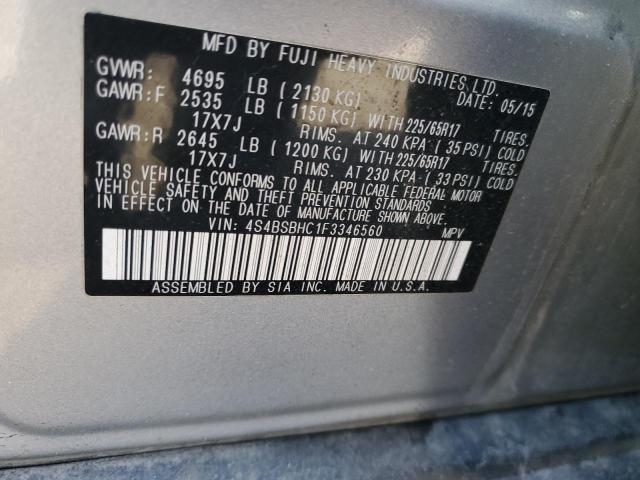 MFD BY FUJI HEAVY INDUSTRIES,LTD.
GVWR: 4695 LB ( 2130 KG) DATE: 05/15
GAWR:F 2535 LB ( 1150 KG) WITH 225/65R17 TIRES.
17X7J RIMS. AT 240 KPA ( 35 PSI) COLD
GAWR:R 2645 LB ( 1200 KG) WITH 225/65R17 TIRES.
17X7J RIMS. AT 230 KPA ( 33 PSI) COLD
THIS VEHICLE CONFORMS TO ALL APPLICABLE FEDERAL MOTOR
VEHICLE SAFETY AND THEFT PREVENTION STANDARDS
IN EFFECT ON THE DATE OF MANUFACTURE SHOWN ABOVE.
VIN: 4S4BSBHC1F3346560 MPV
ASSEMBLED BY SIA INC. MADE IN U.S.A.